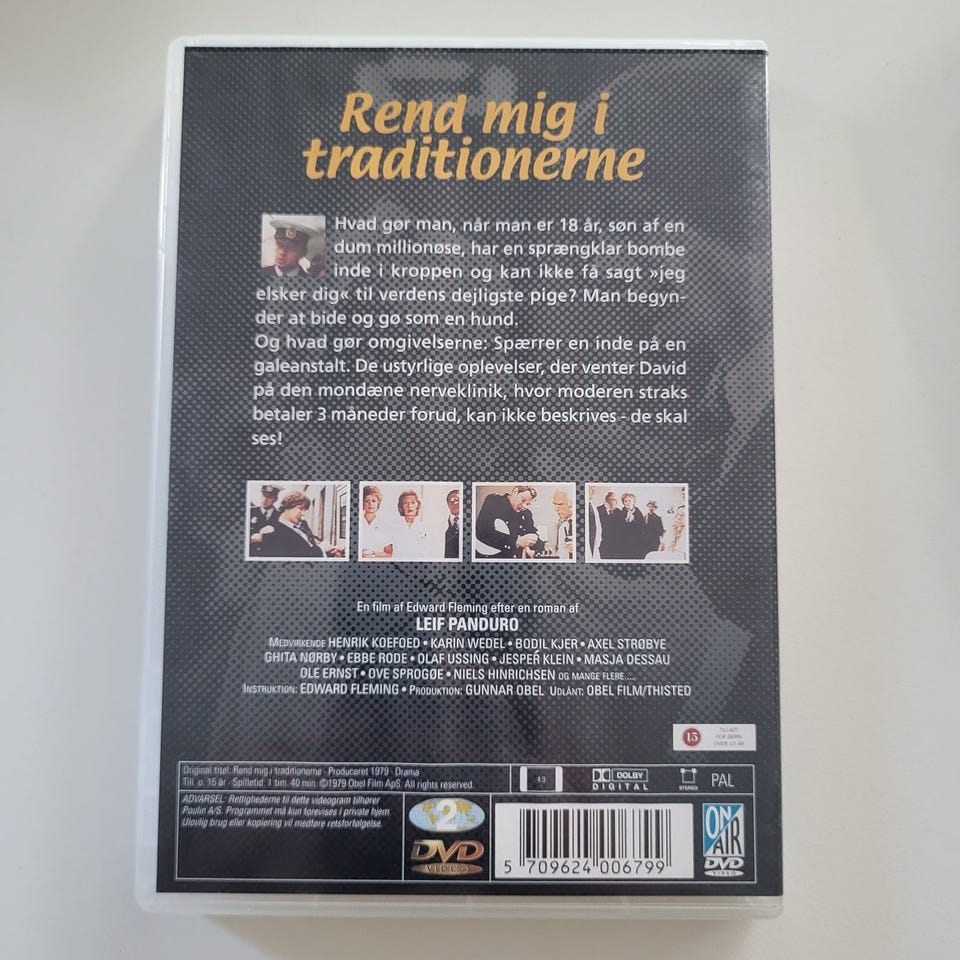 Rend mig i
traditionerne
Hvad gør man, når man er 18 år, søn af en
dum millionøse, har en sprængklar bombe
inde i kroppen og kan ikke få sagt »jeg
elsker dig« til verdens dejligste pige? Man begyn-
der at bide og gø som en hund.
Og hvad gør omgivelserne: Spærrer en inde på en
galeanstalt. De ustyrlige oplevelser, der venter David
på den mondæne nerveklinik, hvor moderen straks
betaler 3 måneder forud, kan ikke beskrives - de skal
ses!
En film af Edward Fleming efter en roman af
LEIF PANDURO
MEDVIRKENDE HENRIK KOEFOED • KARIN WEDEL • BODIL KJER • AXEL STRØBYE
GHITA NØRBY • EBBE RODE • OLAF USSING • JESPER KLEIN • MASJA DESSAU
OLE ERNST • OVE SPROGØE • NIELS HINRICHSEN OG MANGE FLERE ...
INSTRUKTION: EDWARD FLEMING • PRODUKTION: GUNNAR OBEL UDLÅNT: OBEL FILM/THISTED
15
TILLADT
FOR BØRN
OVER 15 ÅR
Original titel: Rend mig i traditionerne · Produceret 1979 · Drama
Till. o. 15 år · Spilletid: 1 tim. 40 min. ©1979 Obel Film ApS. All rights reserved.
4:3
DOLBY
DIGITAL
STEREO
PAL
ADVARSEL: Rettighederne til dette videogram tilhører
Poulin A/S. Programmet må kun forevises i private hjem.
Ulovlig brug eller kopiering vil medføre retsforfølgelse.
2
DVD
VIDEO
5 709624 006799
ON
AIR
DVD
VIDEO